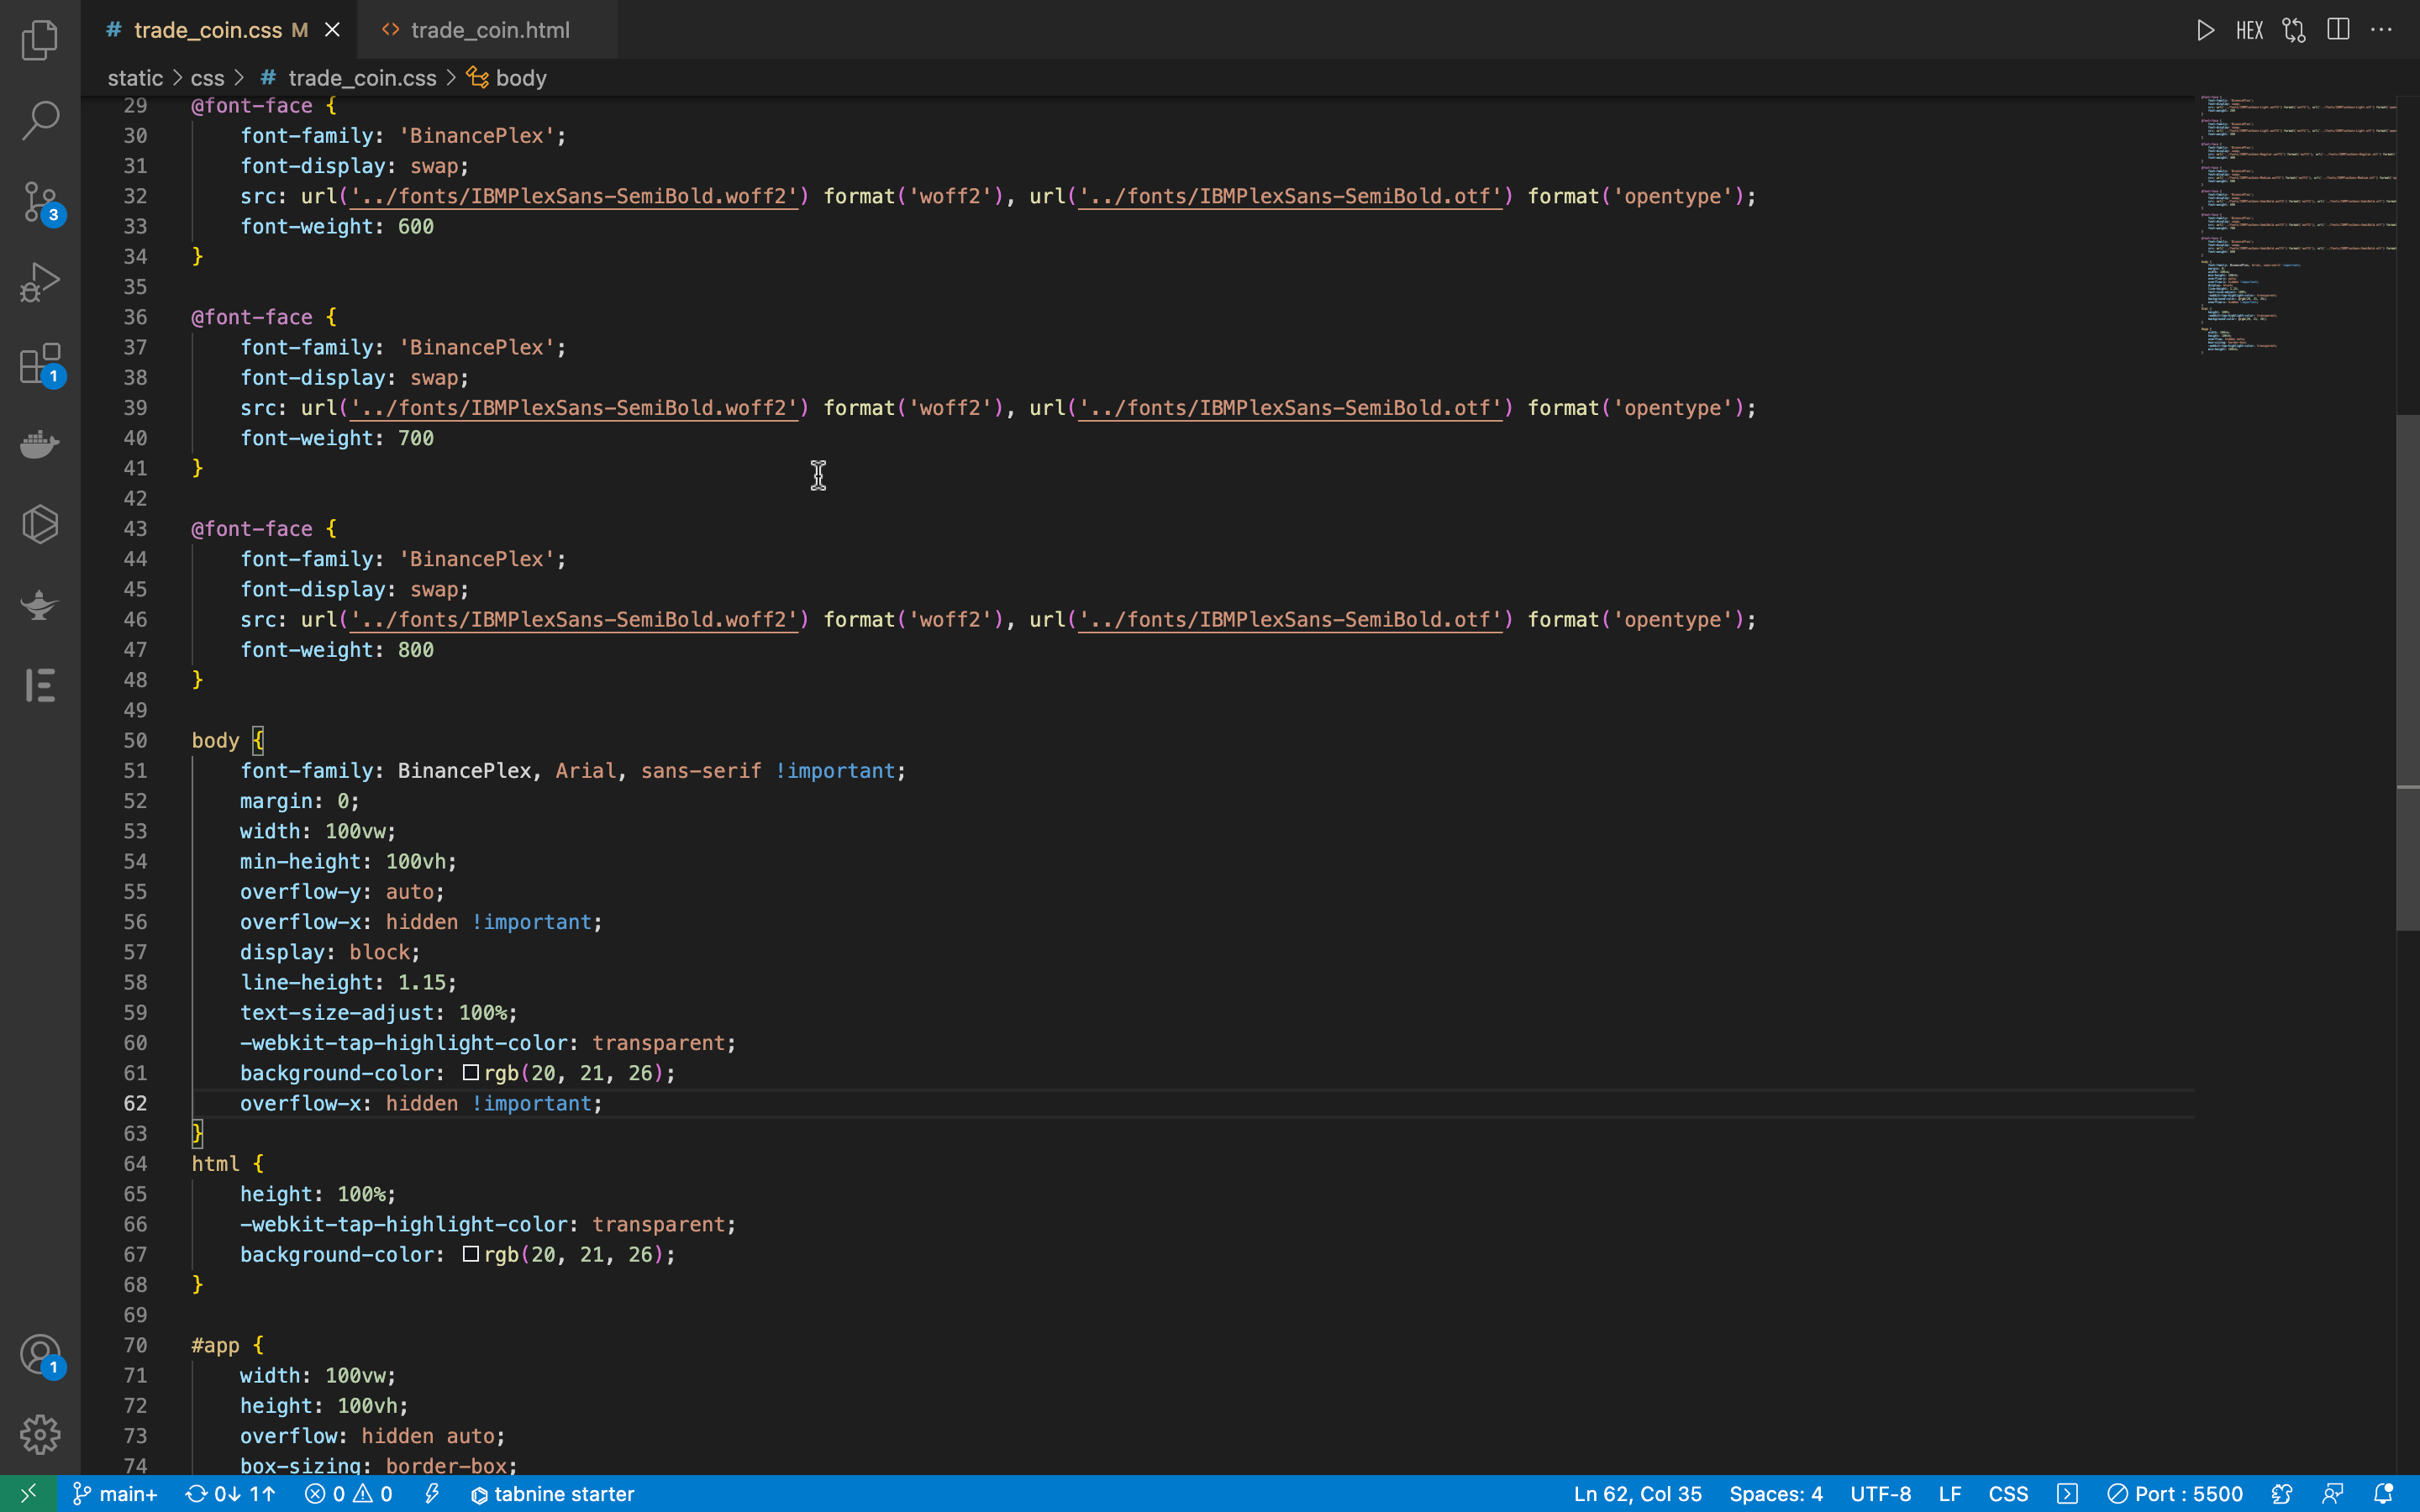 # trade_coin.css M
<> trade_coin.html
HEX
static > css > # trade_coin.css > body
29 @font-face {
30 font-family: 'BinancePlex';
31 font-display: swap;
32 src: url('../fonts/IBMPlexSans-SemiBold.woff2') format('woff2'), url('../fonts/IBMPlexSans-SemiBold.otf') format('opentype');
33 font-weight: 600
34 }
35
36 @font-face {
37 font-family: 'BinancePlex';
38 font-display: swap;
39 src: url('../fonts/IBMPlexSans-SemiBold.woff2') format('woff2'), url('../fonts/IBMPlexSans-SemiBold.otf') format('opentype');
40 font-weight: 700
41 }
42
43 @font-face {
44 font-family: 'BinancePlex';
45 font-display: swap;
46 src: url('../fonts/IBMPlexSans-SemiBold.woff2') format('woff2'), url('../fonts/IBMPlexSans-SemiBold.otf') format('opentype');
47 font-weight: 800
48 }
49
50 body {
51 font-family: BinancePlex, Arial, sans-serif !important;
52 margin: 0;
53 width: 100vw;
54 min-height: 100vh;
55 overflow-y: auto;
56 overflow-x: hidden !important;
57 display: block;
58 line-height: 1.15;
59 text-size-adjust: 100%;
60 -webkit-tap-highlight-color: transparent;
61 background-color: rgb(20, 21, 26);
62 overflow-x: hidden !important;
63 }
64 html {
65 height: 100%;
66 -webkit-tap-highlight-color: transparent;
67 background-color: rgb(20, 21, 26);
68 }
69
70 #app {
71 width: 100vw;
72 height: 100vh;
73 overflow: hidden auto;
74 box-sizing: border-box;
3
1
1
main+ 0↓ 1↑ 0 0 tabnine starter
Ln 62, Col 35 Spaces: 4 UTF-8 LF CSS Port : 5500